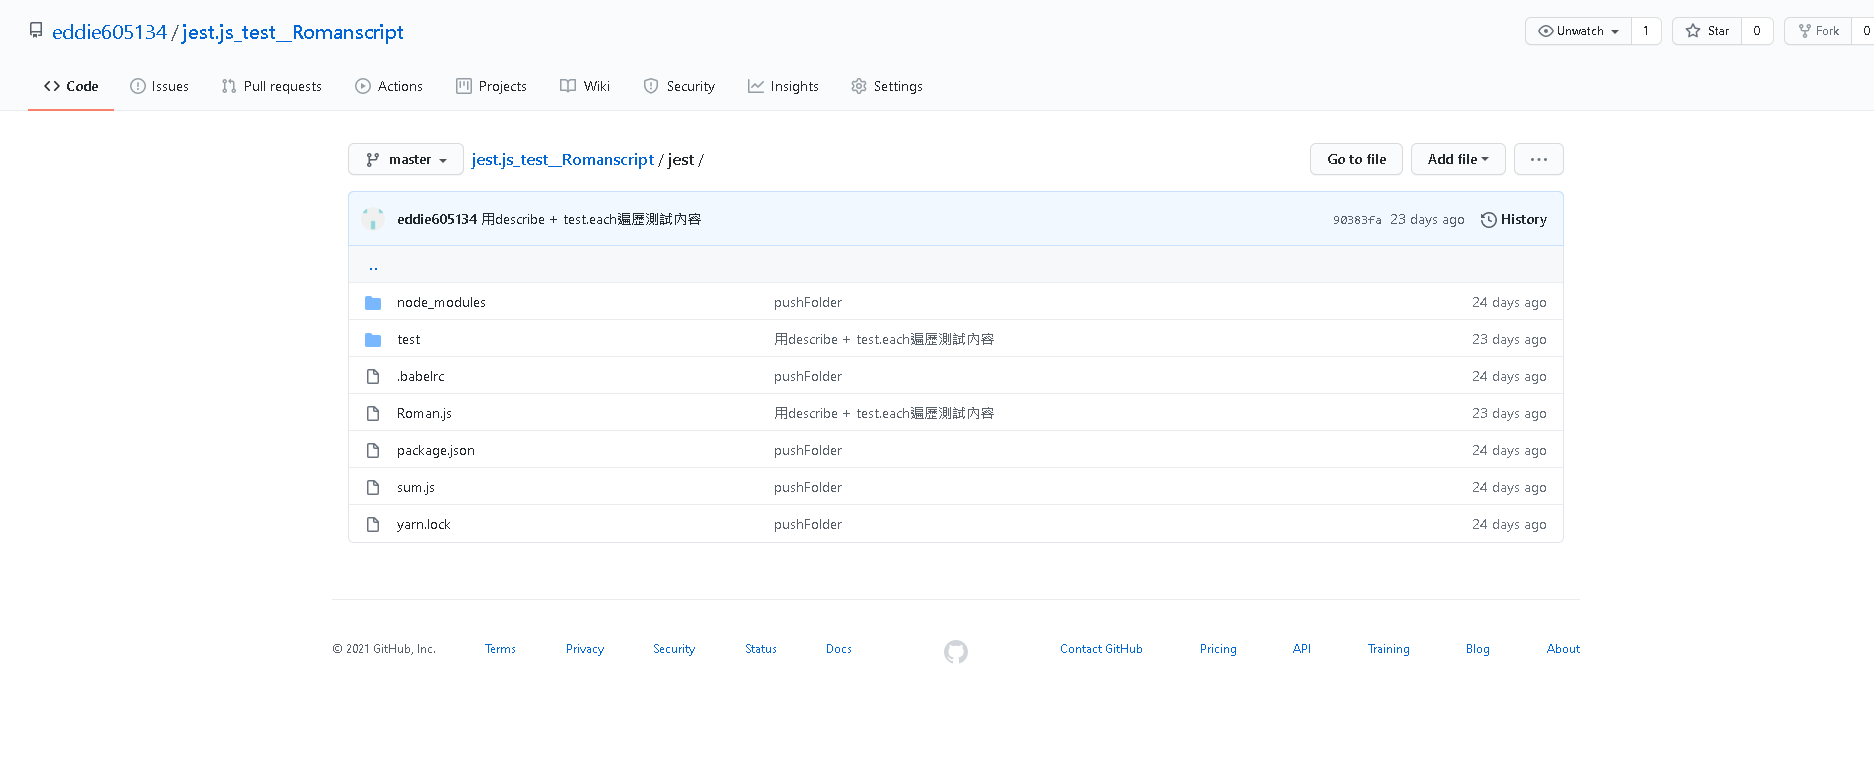 eddie605134 / jest.js_test__Romanscript
Unwatch 1 Star 0 Fork 0
Code Issues Pull requests Actions Projects Wiki Security Insights Settings
master jest.js_test__Romanscript / jest / Go to file Add file ...
eddie605134 用describe + test.each遍歷測試內容 90383fa 23 days ago History
..
node_modules pushFolder 24 days ago
test 用describe + test.each遍歷測試內容 23 days ago
.babelrc pushFolder 24 days ago
Roman.js 用describe + test.each遍歷測試內容 23 days ago
package.json pushFolder 24 days ago
sum.js pushFolder 24 days ago
yarn.lock pushFolder 24 days ago
© 2021 GitHub, Inc. Terms Privacy Security Status Docs Contact GitHub Pricing API Training Blog About